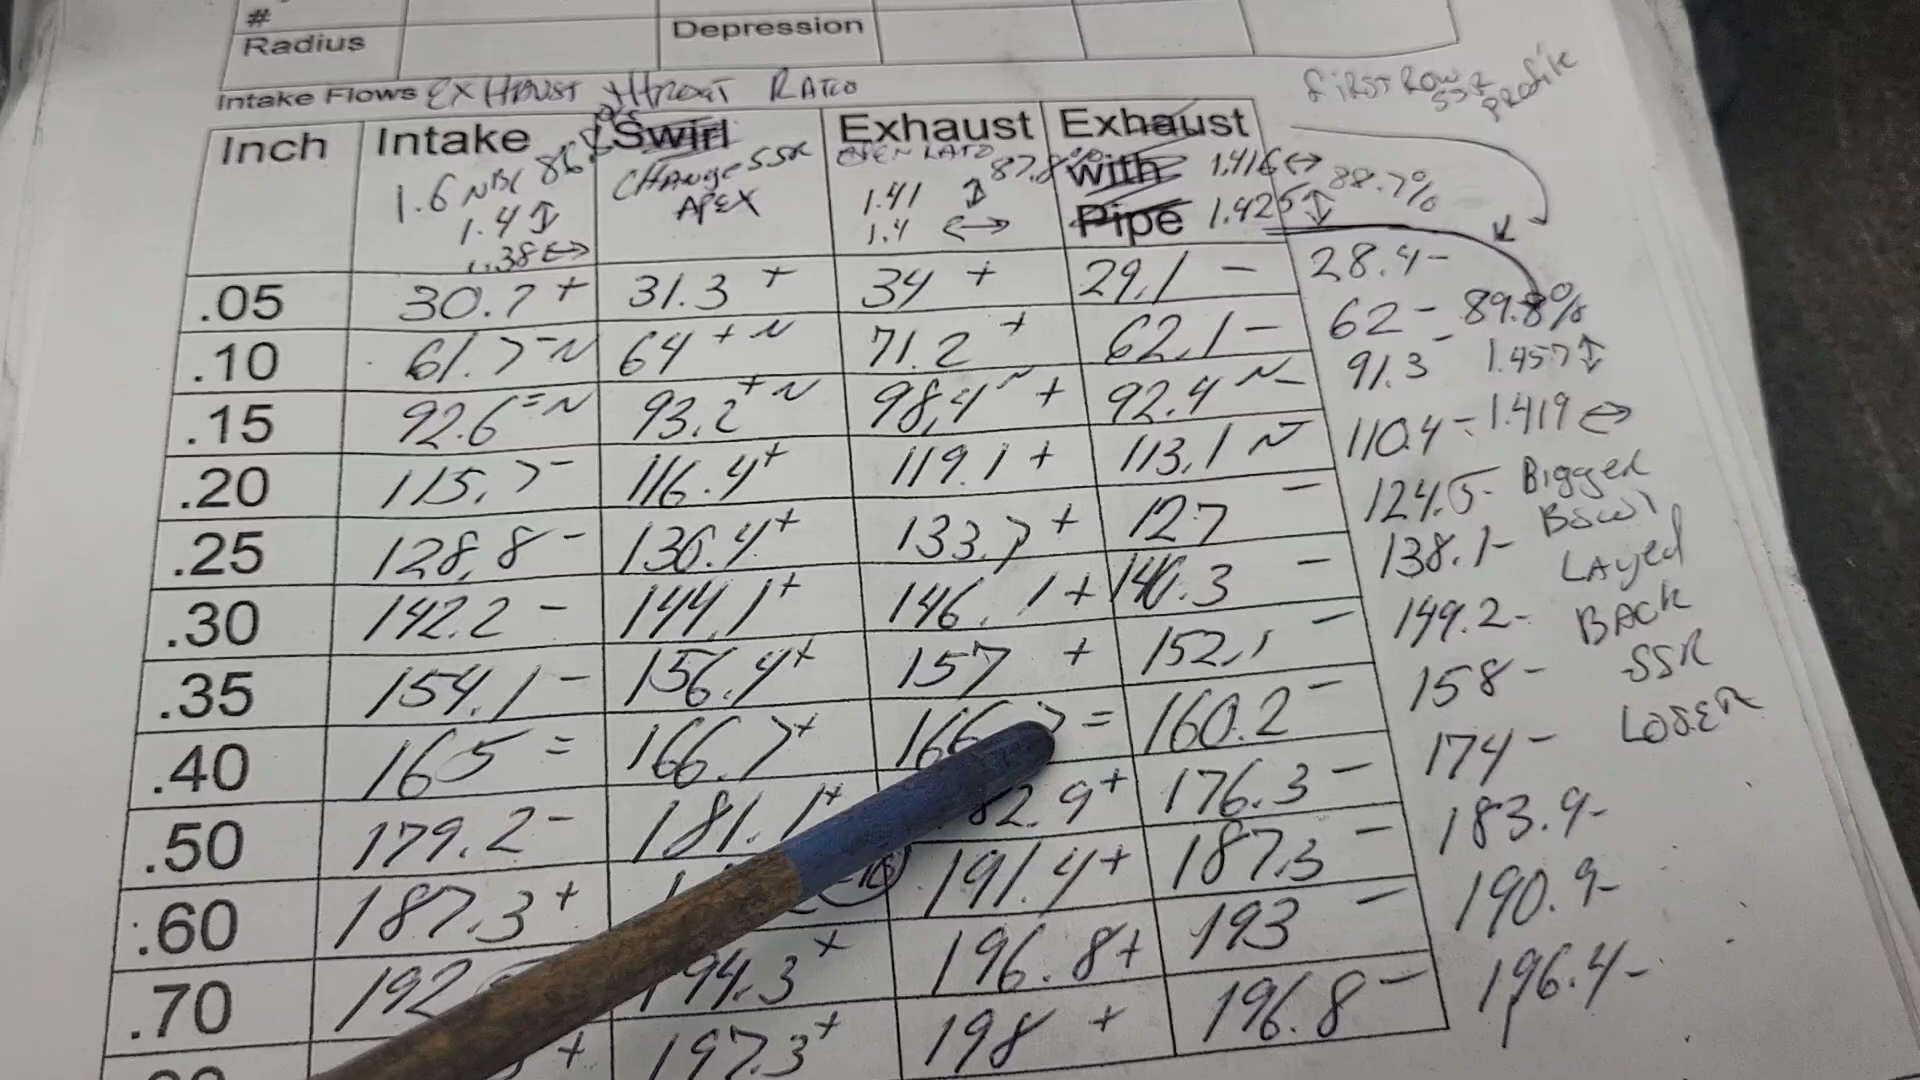 #
Radius Depression
Intake Flows EXHAUST tHROAT RATIO
FIRST ROW
SSR
PROFILE
Inch Intake Swirl Exhaust Exhaust
CHANGE SSR EVEN RATO 87.8% with 1.416 ↔ 88.7%
1.6 APEX 1.41 ↕ Pipe 1.425 ↕
1.4 ↕ 1.4 ↔
1.38 ↔
.05 30.7 + 31.3 + 34 + 29.1 - 28.4 -
.10 61.7 - N 64 + N 71.2 + 62.1 - 62 - 89.8%
.15 92.6 = N 93.2 + N 98.4 N + 92.4 N - 91.3 - 1.457 ↕
.20 115.7 - 116.4 + 119.1 + 113.1 N 110.4 - 1.419 ↔
.25 128.8 - 130.4 + 133.7 + 127 - 124.5 - Bigger
Bowl
.30 142.2 - 144.1 + 146.1 + 140.3 - 138.1 - LAyed
.35 154.1 - 156.4 + 157 + 152.1 - 149.2 - BACK
SSR
.40 165 = 166.7 + 166.7 = 160.2 - 158 - LOSER
.50 179.2 - 181.1 + 82.9 + 176.3 - 174 -
.60 187.3 + 191.4 + 187.3 - 183.9 -
.70 192 94.3 + 196.8 + 193 - 190.9 -
+ 197.3 + 198 + 196.8 - 196.4 -